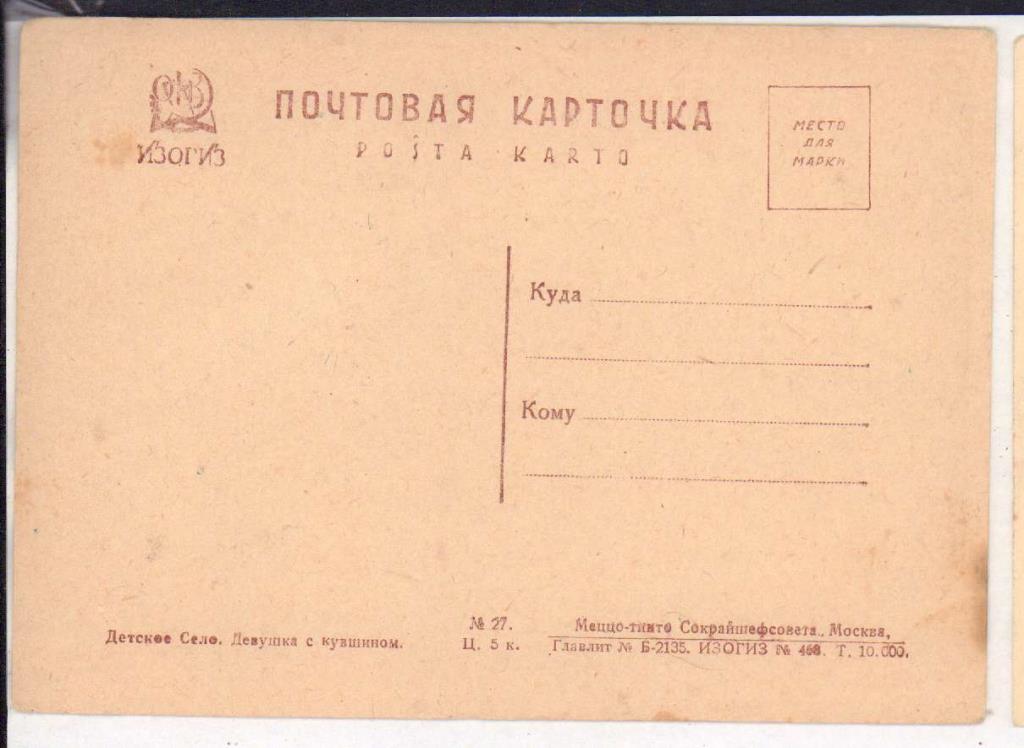 ИЗОГИЗ
ПОЧТОВАЯ КАРТОЧКА
POŜTA KARTO
МЕСТО
ДЛЯ
МАРКИ
Куда
Кому
Детское Село. Девушка с кувшином.
№ 27.
Ц. 5 к.
Меццо-тинто Сокрайшефсовета, Москва,
Главлит № Б-2135. ИЗОГИЗ № 468. Т. 10.000.